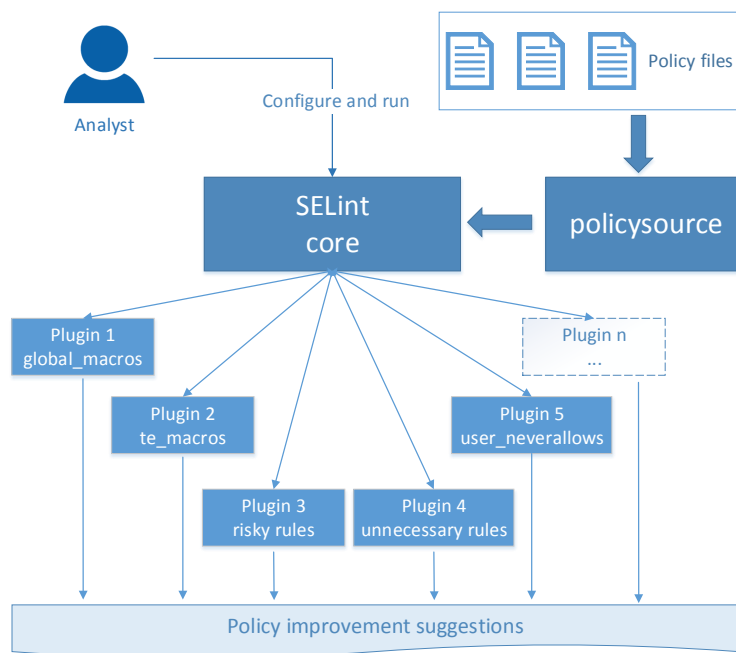 Policy files
Configure and run
Analyst
SELint
core
policysource
Plugin 1
global_macros
Plugin n
...
Plugin 2
te_macros
Plugin 5
user_neverallows
Plugin 3
risky rules
Plugin 4
unnecessary rules
Policy improvement suggestions